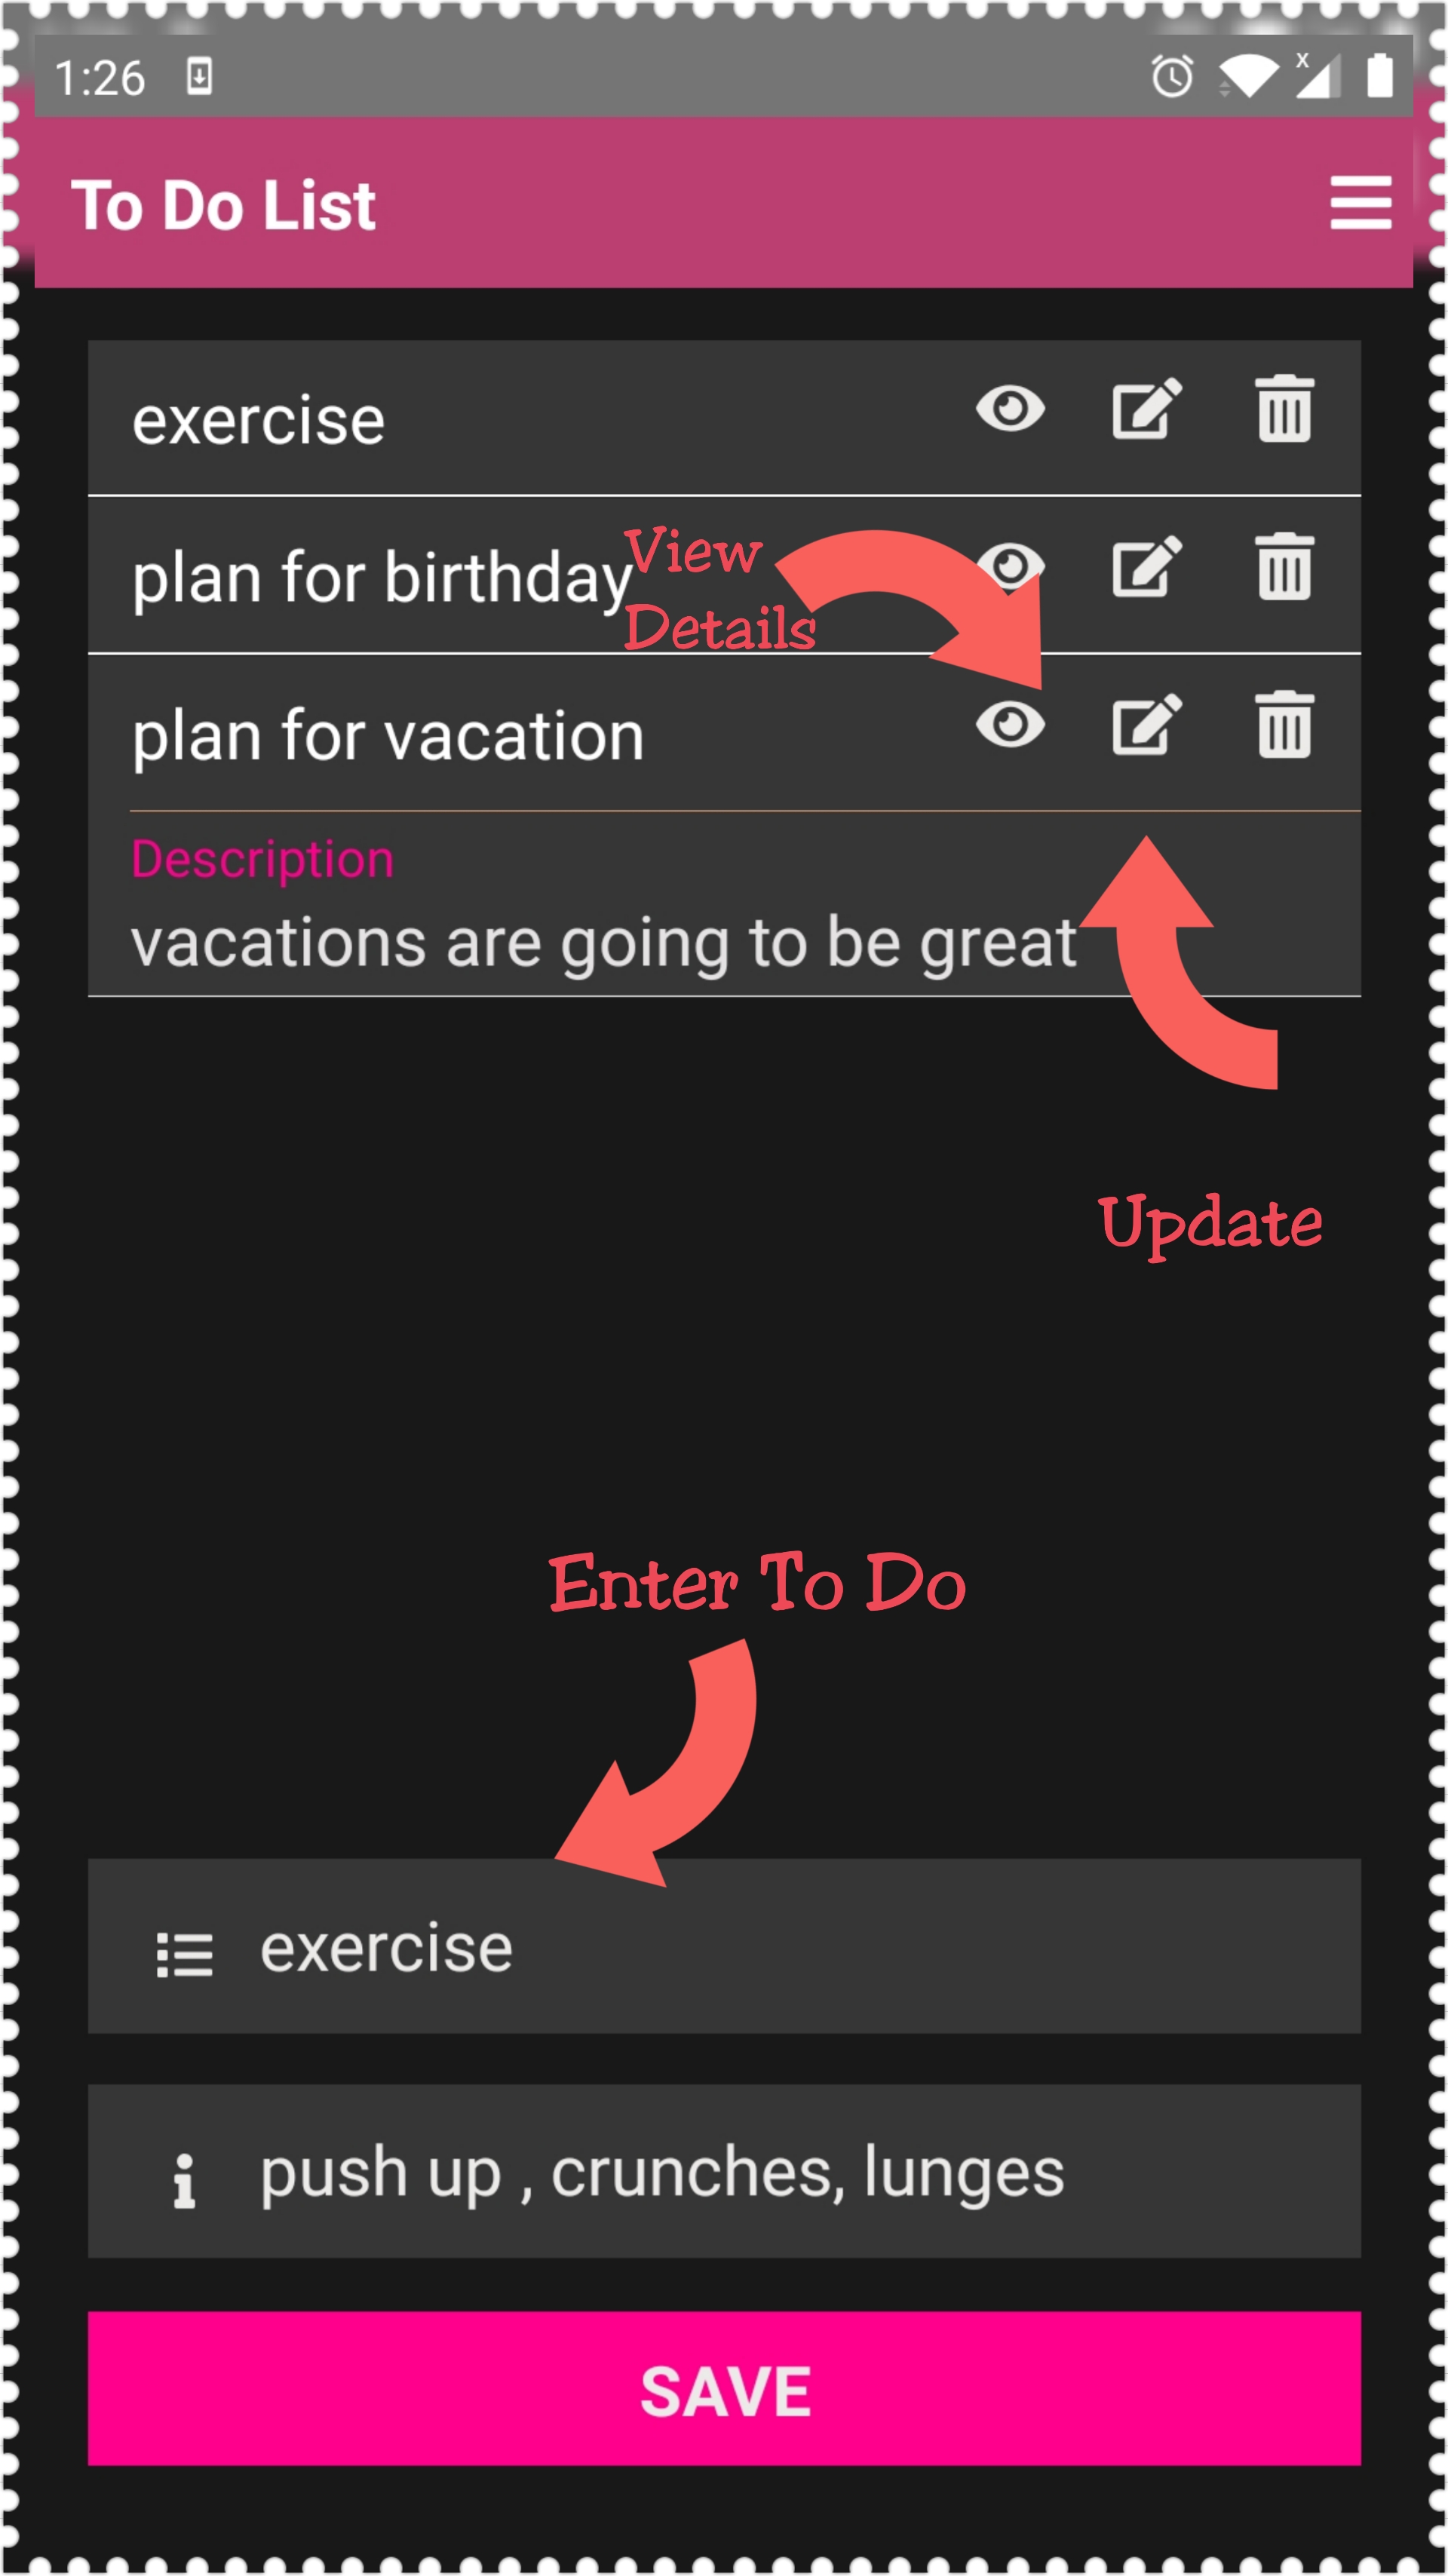 1:26
To Do List
exercise
plan for birthday
View
Details
plan for vacation
Description
vacations are going to be great
Update
Enter To Do
exercise
push up , crunches, lunges
SAVE